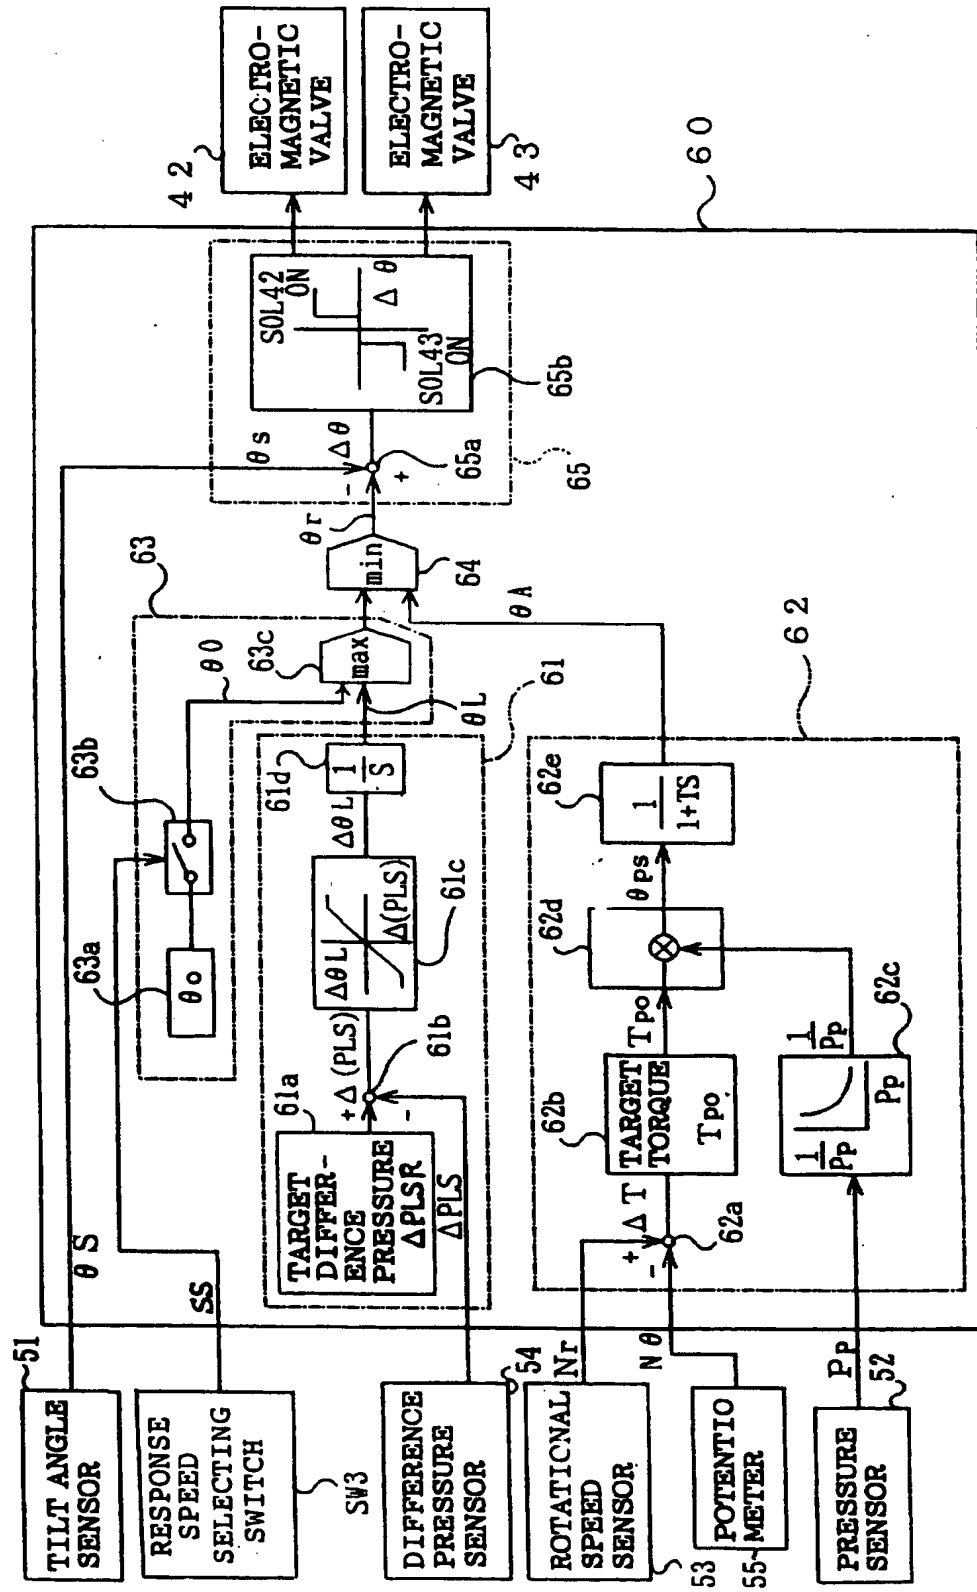 51
TILT ANGLE
SENSOR
θS
RESPONSE
SPEED
SELECTING
SWITCH
SW3
SS
DIFFERENCE
PRESSURE
SENSOR
54
ROTATIONAL
SPEED
SENSOR
53
Nr
POTENTIO
METER
55
Nθ
PRESSURE
SENSOR
52
Pp
63a
θo
63b
θ0
63
63c
max
61a
TARGET
DIFFER-
ENCE
PRESSURE
ΔPLSR
ΔPLS
+
Δ(PLS)
-
61b
ΔθL
Δ(PLS)
61c
ΔθL
61d
1
S
θL
61
+
-
ΔT
62a
62b
TARGET
TORQUE
Tpo
Tpo
1
Pp
Pp
62c
1
Pp
62d
θps
62e
1
1+TS
62
θA
min
64
θr
θs
-
Δθ
+
65a
SOL42
ON
Δθ
SOL43
ON
65b
65
42
ELECTRO-
MAGNETIC
VALVE
ELECTRO-
MAGNETIC
VALVE
43
60